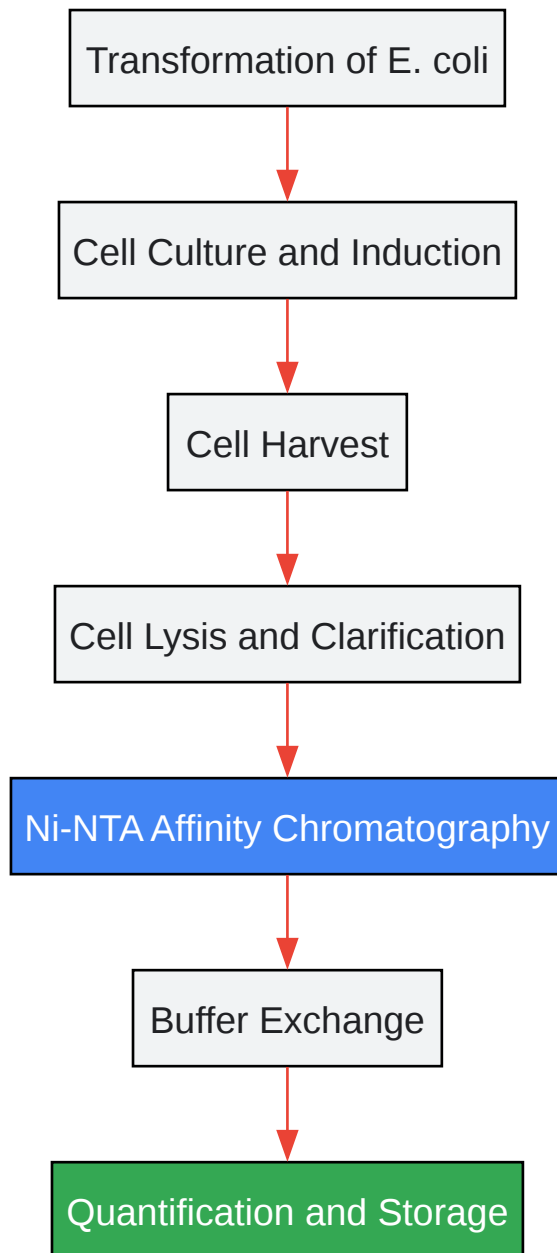 Transformation of E. coli
Cell Culture and Induction
Cell Harvest
Cell Lysis and Clarification
Ni-NTA Affinity Chromatography
Buffer Exchange
Quantification and Storage